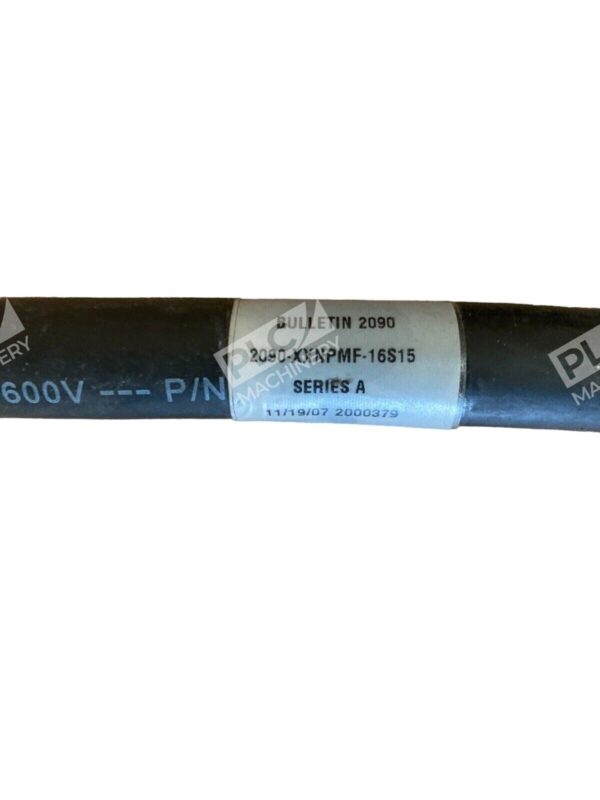 BULLETIN 2090
2090-XXNPMF-16S15
SERIES A
11/19/07 2000379
600V --- P/N
PLC
MACHINERY